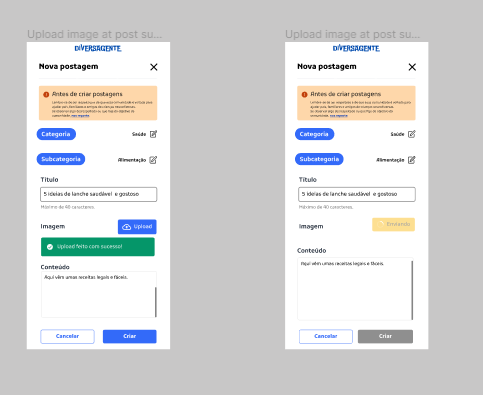 Upload image at post su...
DIVERSAGENTE
Nova postagem
Antes de criar postagens
Categoria
Saúde
Subcategoria
Alimentação
Título
5 ideias de lanche saudável e gostoso
Máximo de 40 caracteres.
Imagem
Upload
Upload feito com sucesso!
Conteúdo
Aqui vêm umas receitas legais e fáceis.
Cancelar
Criar
Upload image at post su...
DIVERSAGENTE
Nova postagem
Antes de criar postagens
Categoria
Saúde
Subcategoria
Alimentação
Título
5 ideias de lanche saudável e gostoso
Máximo de 40 caracteres.
Imagem
Enviando
Conteúdo
Aqui vêm umas receitas legais e fáceis.
Cancelar
Criar